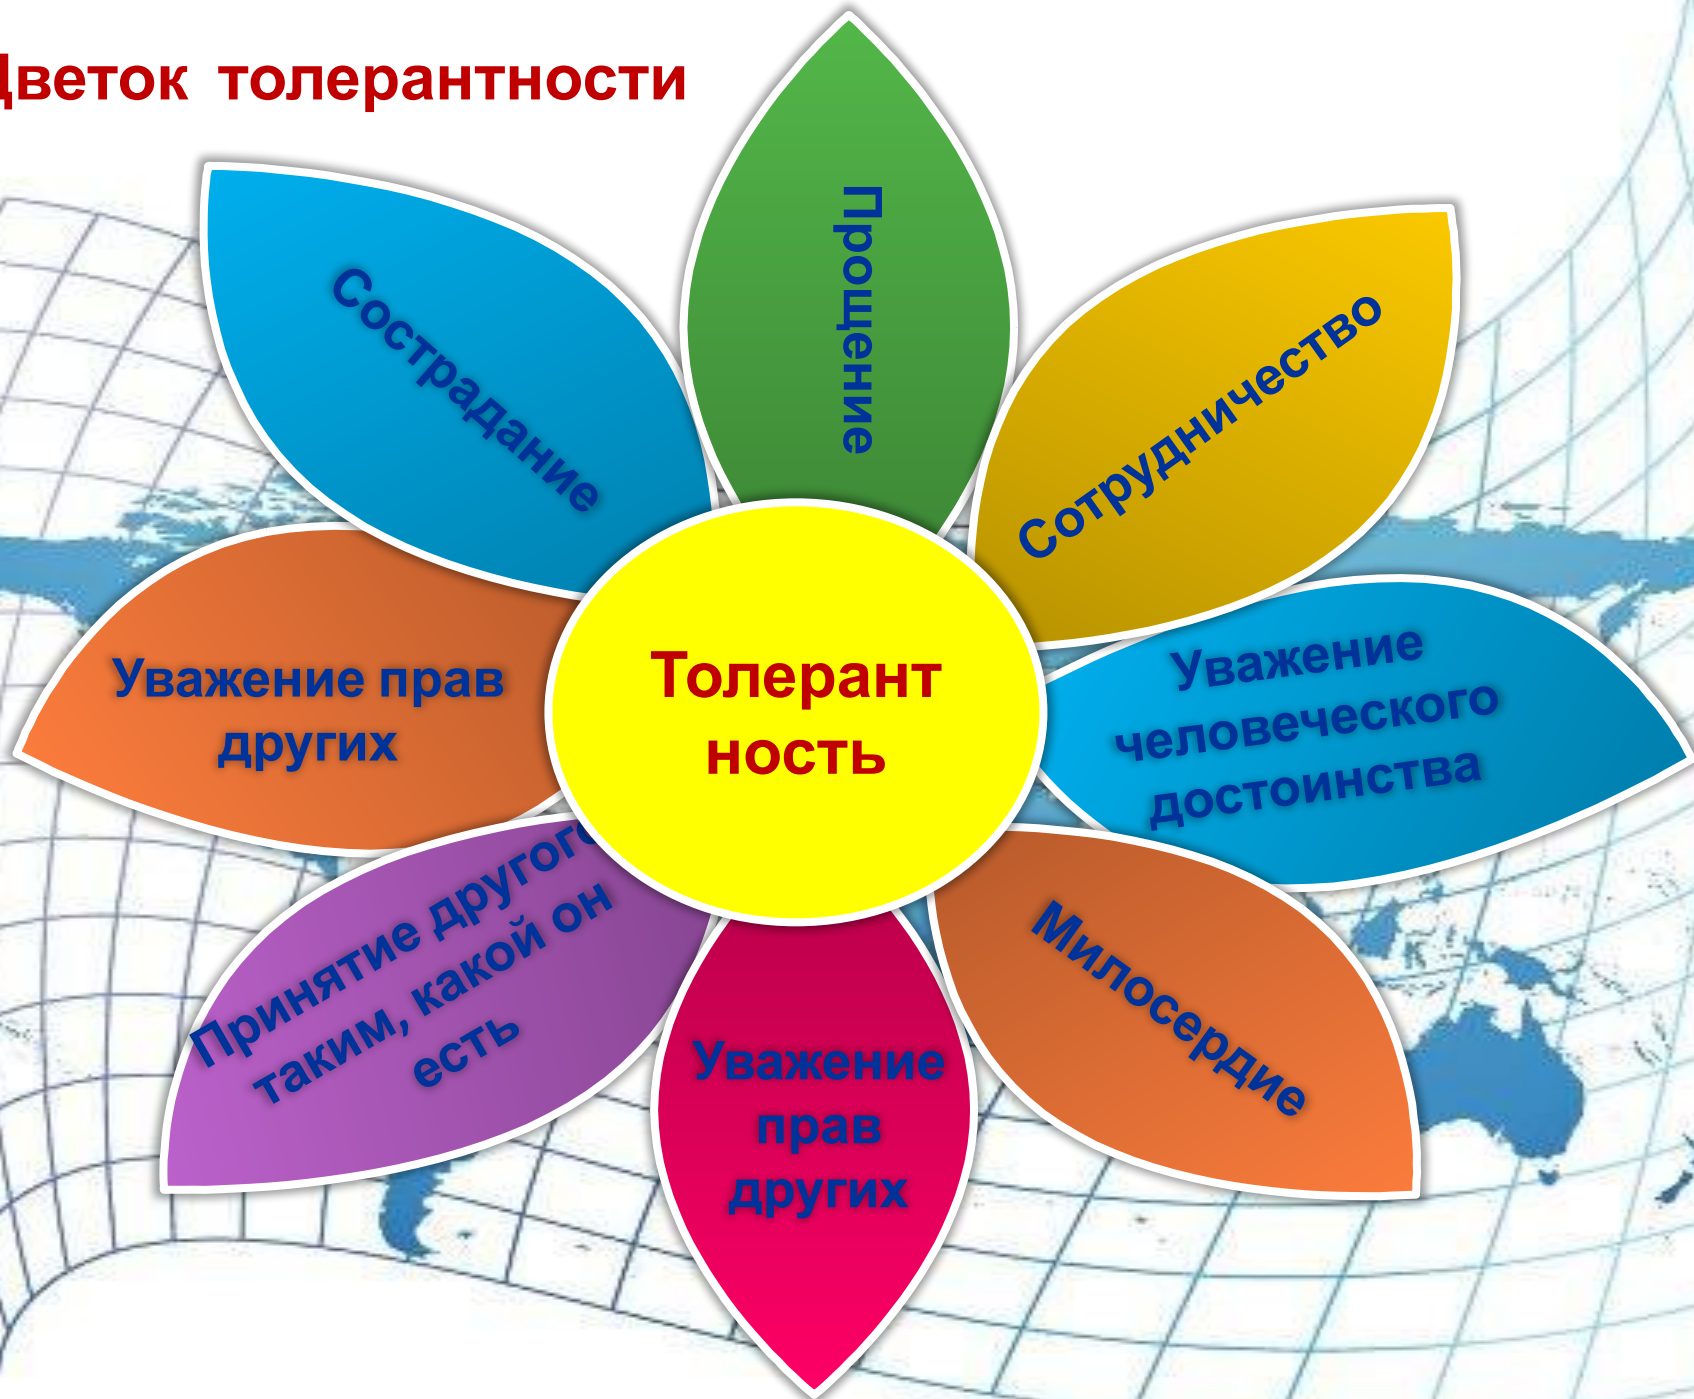 Цветок толерантности
Прощение
Сотрудничество
Уважение
человеческого
достоинства
Милосердие
Уважение
прав
других
Принятие другого
таким, какой он
есть
Уважение прав
других
Сострадание
Толерант
ность